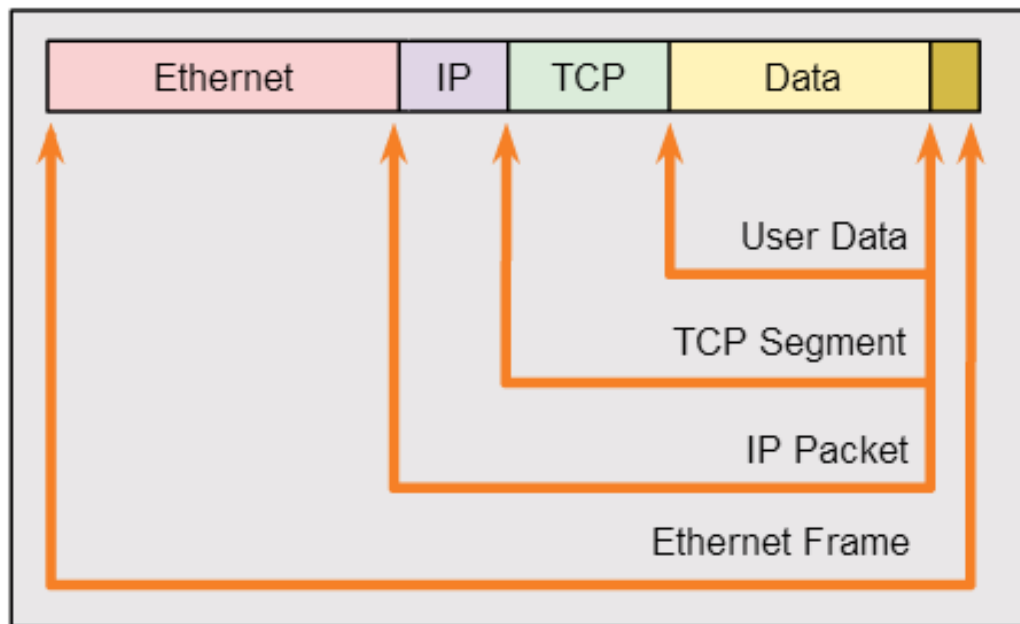 Ethernet IP TCP Data
User Data
TCP Segment
IP Packet
Ethernet Frame